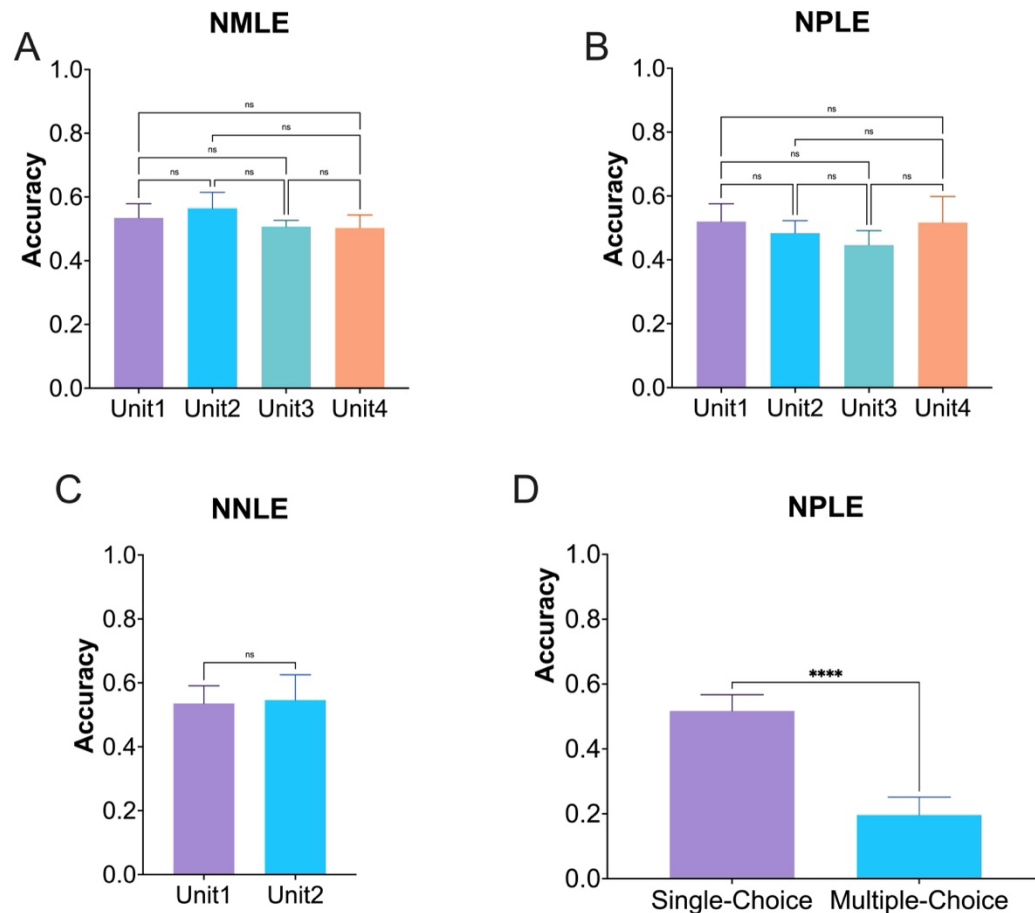 A
NMLE
Accuracy
1.0
0.8
0.6
0.4
0.2
0.0
ns
ns
ns
ns
ns
ns
Unit1 Unit2 Unit3 Unit4
B
NPLE
Accuracy
1.0
0.8
0.6
0.4
0.2
0.0
ns
ns
ns
ns
ns
ns
Unit1 Unit2 Unit3 Unit4
C
NNLE
Accuracy
1.0
0.8
0.6
0.4
0.2
0.0
ns
Unit1 Unit2
D
NPLE
Accuracy
1.0
0.8
0.6
0.4
0.2
0.0
****
Single-Choice Multiple-Choice